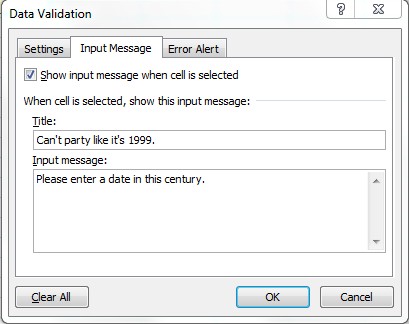 Data Validation
?
Settings
Input Message
Error Alert
Show input message when cell is selected
When cell is selected, show this input message:
Title:
Can't party like it's 1999.
Input message:
Please enter a date in this century.
Clear All
OK
Cancel